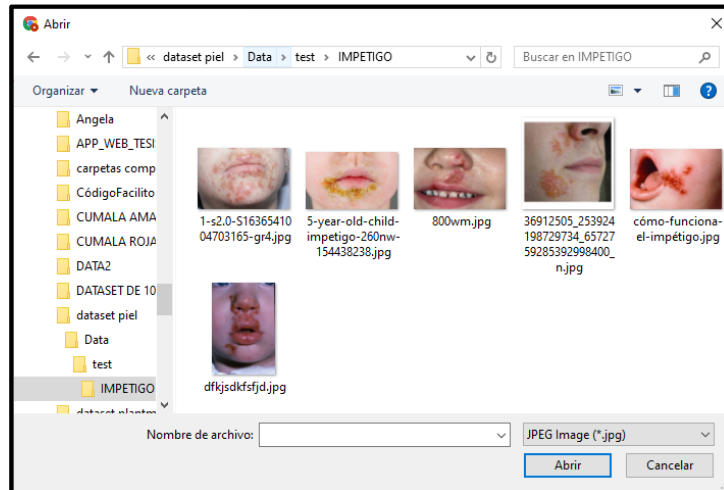 Abrir
« dataset piel > Data > test > IMPETIGO
Buscar en IMPETIGO
Organizar
Nueva carpeta
Angela
APP_WEB_TESI
carpetas comp
CódigoFacilito
CUMALA AMA
CUMALA ROJA
DATA2
DATASET DE 10
dataset piel
Data
test
IMPETIGO
1-s2.0-S16365410
04703165-gr4.jpg
5-year-old-child-
impetigo-260nw-
154438238.jpg
800wm.jpg
36912505_253924
198729734_65727
59285392998400_
n.jpg
cómo-funciona-
el-impétigo.jpg
dfkjsdkfsfjd.jpg
Nombre de archivo:
JPEG Image (*.jpg)
Abrir
Cancelar